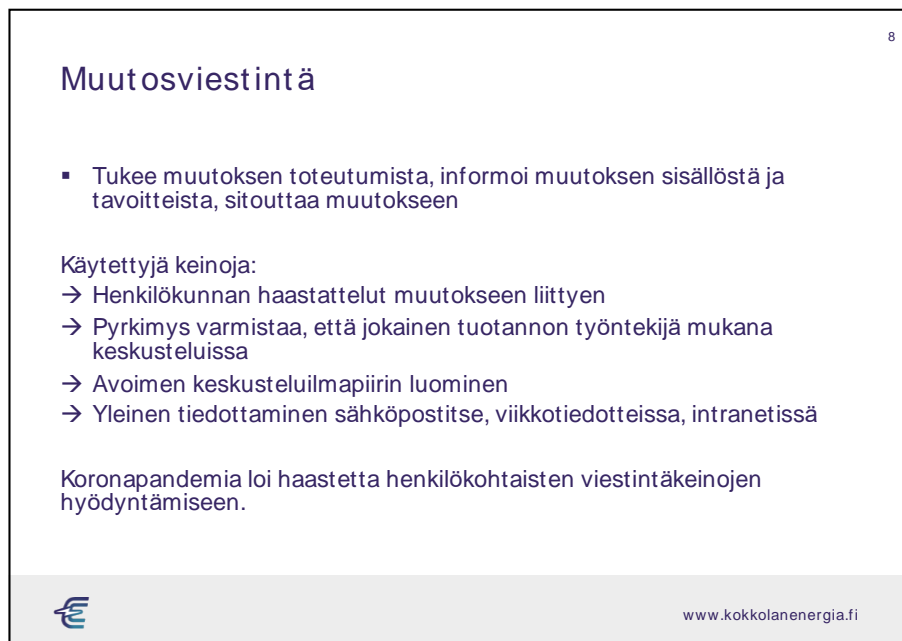 8
Muutosviestintä
▪ Tukee muutoksen toteutumista, informoi muutoksen sisällöstä ja
tavoitteista, sitouttaa muutokseen
Käytettyjä keinoja:
→ Henkilökunnan haastattelut muutokseen liittyen
→ Pyrkimys varmistaa, että jokainen tuotannon työntekijä mukana
keskusteluissa
→ Avoimen keskusteluilmapiirin luominen
→ Yleinen tiedottaminen sähköpostitse, viikkotiedotteissa, intranetissä
Koronapandemia loi haastetta henkilökohtaisten viestintäkeinojen
hyödyntämiseen.
www.kokkolanenergia.fi